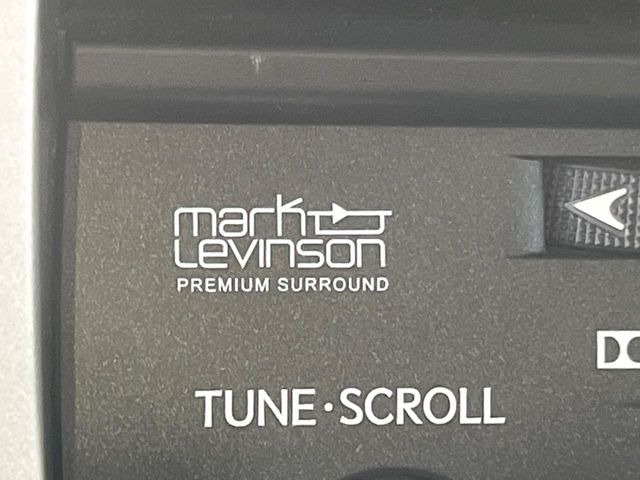 mark
Levinson
PREMIUM SURROUND
TUNE·SCROLL